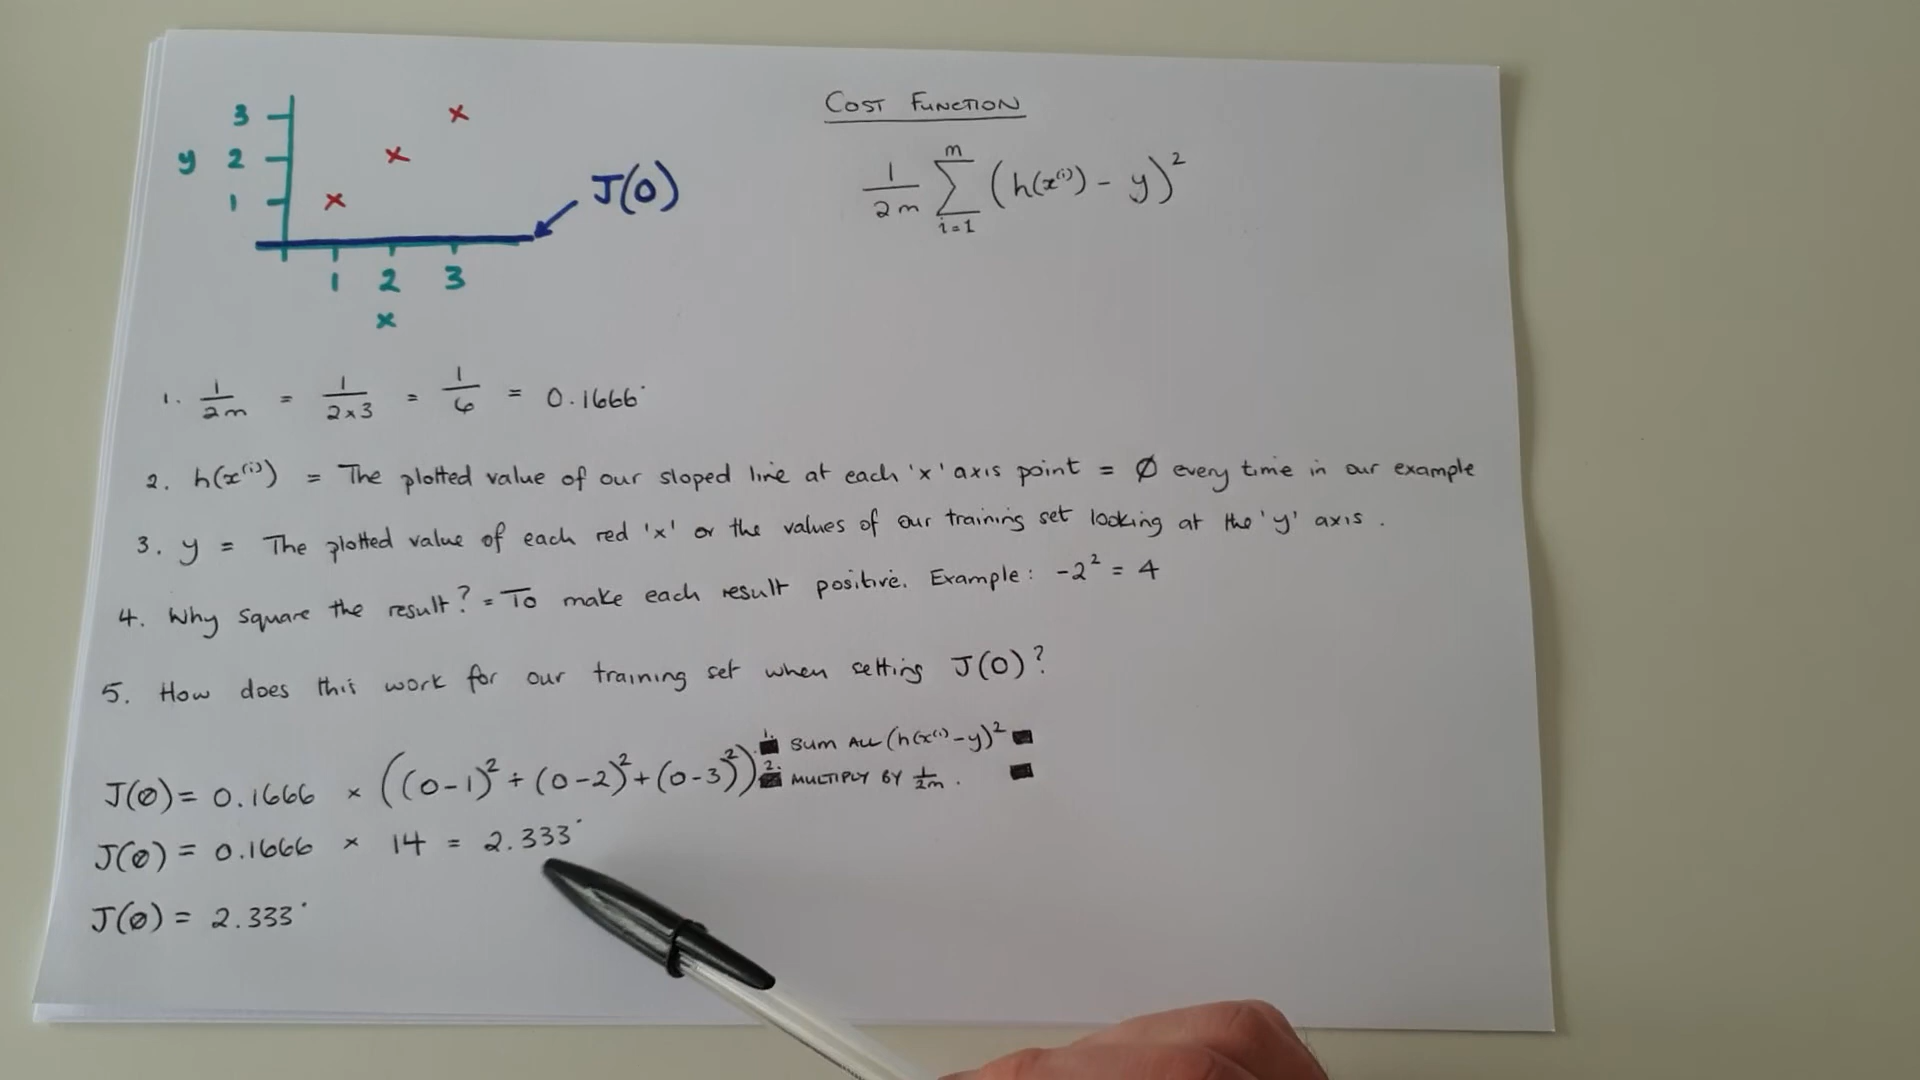 COST FUNCTION
3
y 2
1
J(0)
1 2 3
x
1/2m m Σ i=1 (h(x⁽ⁱ⁾) - y)²
1. 1/2m = 1/2x3 = 1/6 = 0.1666˙
2. h(x⁽ⁱ⁾) = The plotted value of our sloped line at each 'x' axis point = Ø every time in our example
3. y = The plotted value of each red 'x' or the values of our training set looking at the 'y' axis.
4. Why square the result? = To make each result positive. Example: -2² = 4
5. How does this work for our training set when setting J(0)?
J(Ø) = 0.1666 × ((0-1)² + (0-2)² + (0-3)²)
1. SUM ALL (h(x⁽ⁱ⁾-y)²
2. MULTIPLY BY 1/2m.
J(Ø) = 0.1666 × 14 = 2.333˙
J(Ø) = 2.333˙